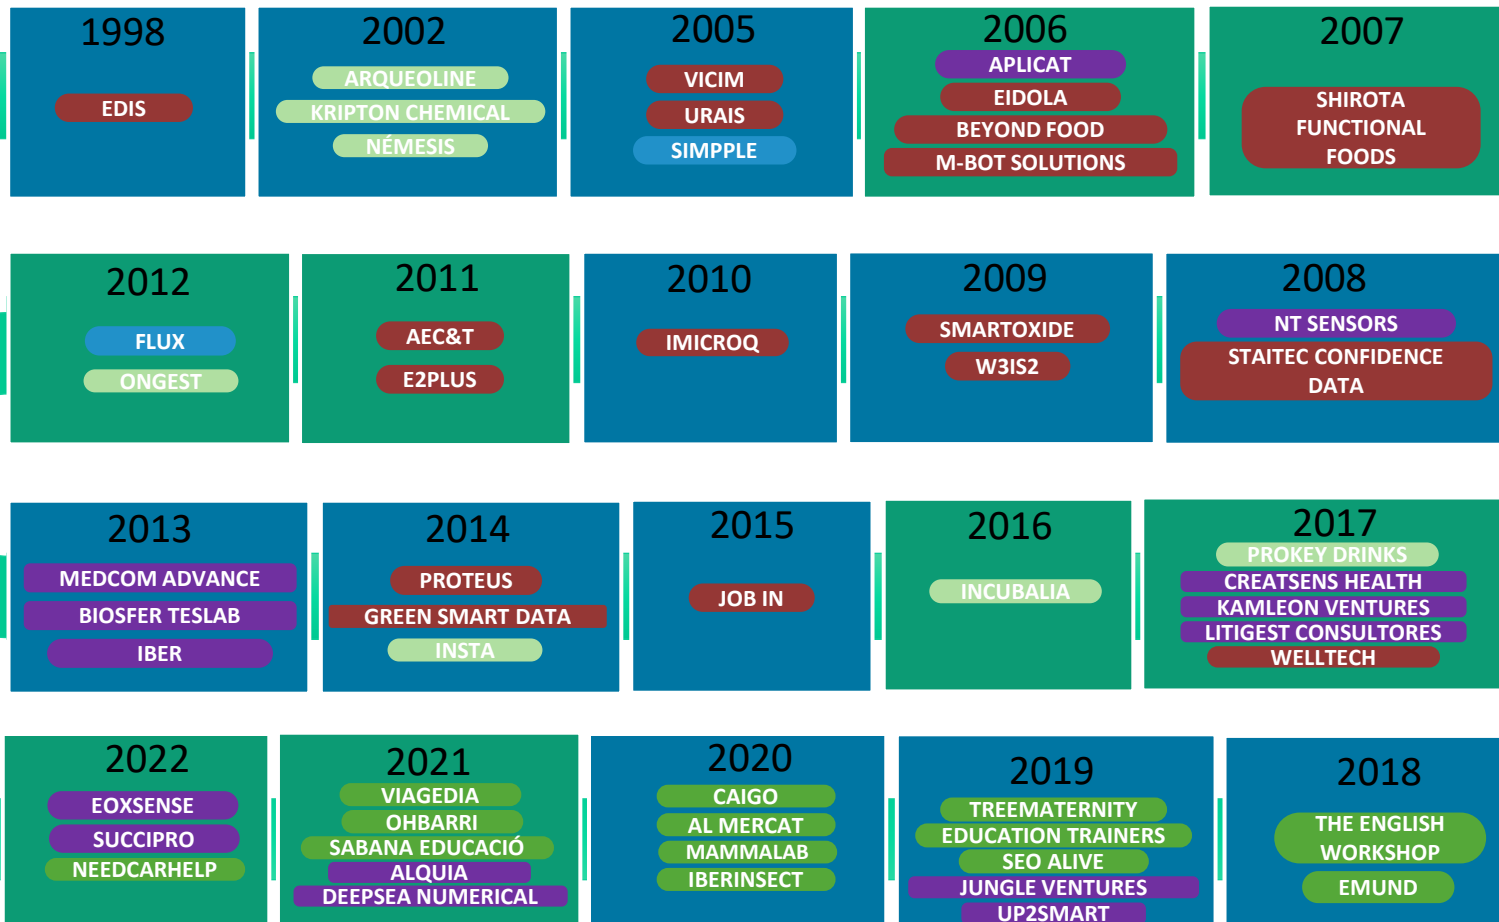 1998
EDIS
2002
ARQUEOLINE
KRIPTON CHEMICAL
NÉMESIS
2005
VICIM
URAIS
SIMPPLE
2006
APLICAT
EIDOLA
BEYOND FOOD
M-BOT SOLUTIONS
2007
SHIROTA
FUNCTIONAL
FOODS
2012
FLUX
ONGEST
2011
AEC&T
E2PLUS
2010
IMICROQ
2009
SMARTOXIDE
W3IS2
2008
NT SENSORS
STAITEC CONFIDENCE
DATA
2013
MEDCOM ADVANCE
BIOSFER TESLAB
IBER
2014
PROTEUS
GREEN SMART DATA
INSTA
2015
JOB IN
2016
INCUBALIA
2017
PROKEY DRINKS
CREATSENS HEALTH
KAMLEON VENTURES
LITIGEST CONSULTORES
WELLTECH
2022
EOXSENSE
SUCCIPRO
NEEDCARHELP
2021
VIAGEDIA
OHBARRI
SABANA EDUCACIÓ
ALQUIA
DEEPSEA NUMERICAL
2020
CAIGO
AL MERCAT
MAMMALAB
IBERINSECT
2019
TREEMATERNITY
EDUCATION TRAINERS
SEO ALIVE
JUNGLE VENTURES
UP2SMART
2018
THE ENGLISH
WORKSHOP
EMUND